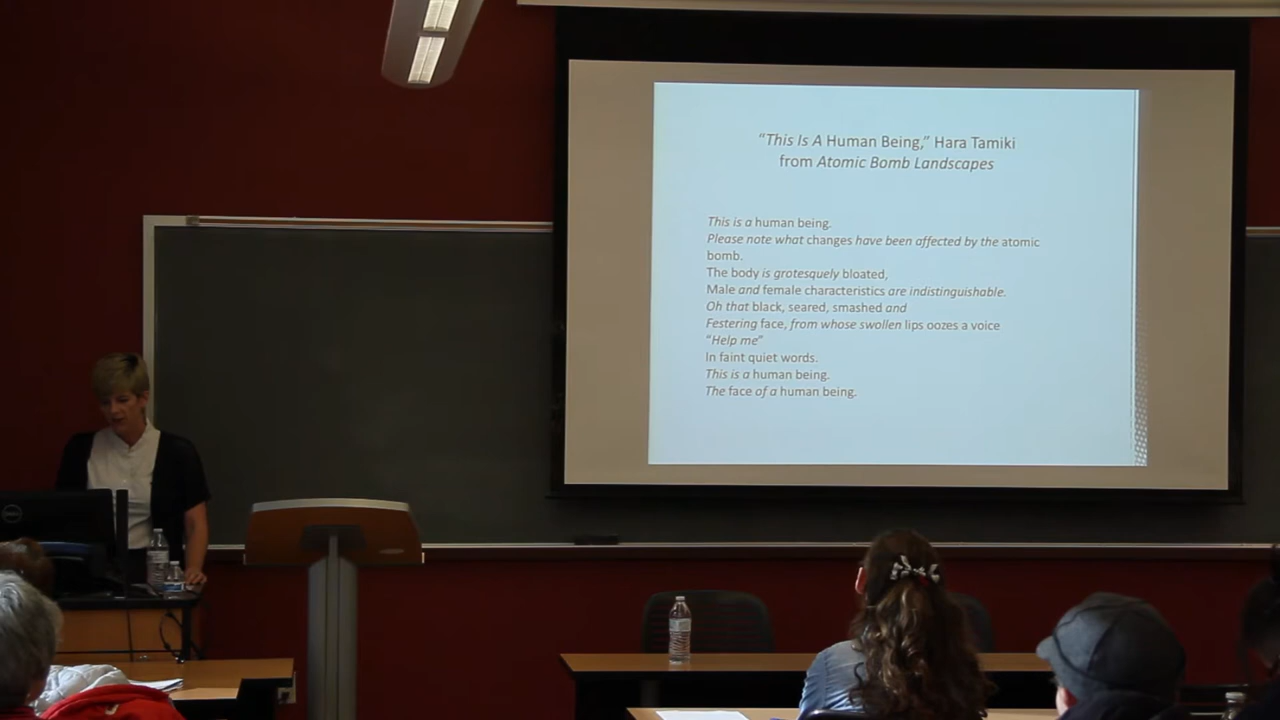 “This Is A Human Being,” Hara Tamiki
from Atomic Bomb Landscapes
This is a human being.
Please note what changes have been affected by the atomic
bomb.
The body is grotesquely bloated,
Male and female characteristics are indistinguishable.
Oh that black, seared, smashed and
Festering face, from whose swollen lips oozes a voice
“Help me”
In faint quiet words.
This is a human being.
The face of a human being.
DELL